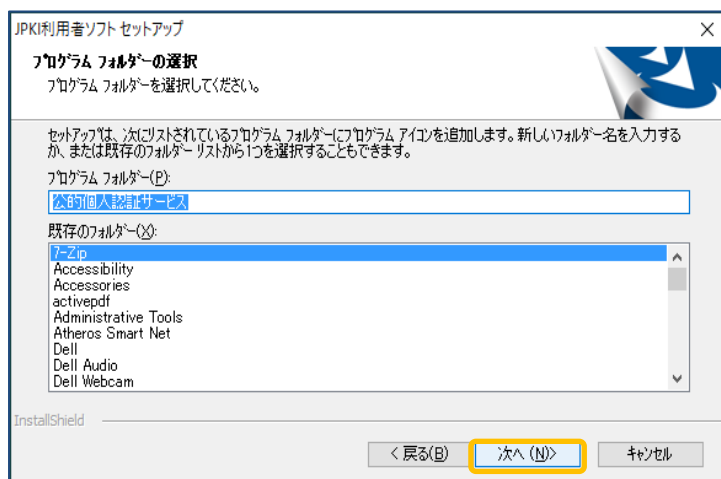 JPKI利用者ソフト セットアップ
プログラム フォルダーの選択
プログラム フォルダーを選択してください。
セットアップは、次にリストされているプログラム フォルダーにプログラム アイコンを追加します。新しいフォルダー名を入力する
か、または既存のフォルダー リストから1つを選択することもできます。
プログラム フォルダー(P):
公的個人認証サービス
既存のフォルダー(X):
7-Zip
Accessibility
Accessories
activepdf
Administrative Tools
Atheros Smart Net
Dell
Dell Audio
Dell Webcam
InstallShield
< 戻る(B)
次へ (N)>
キャンセル